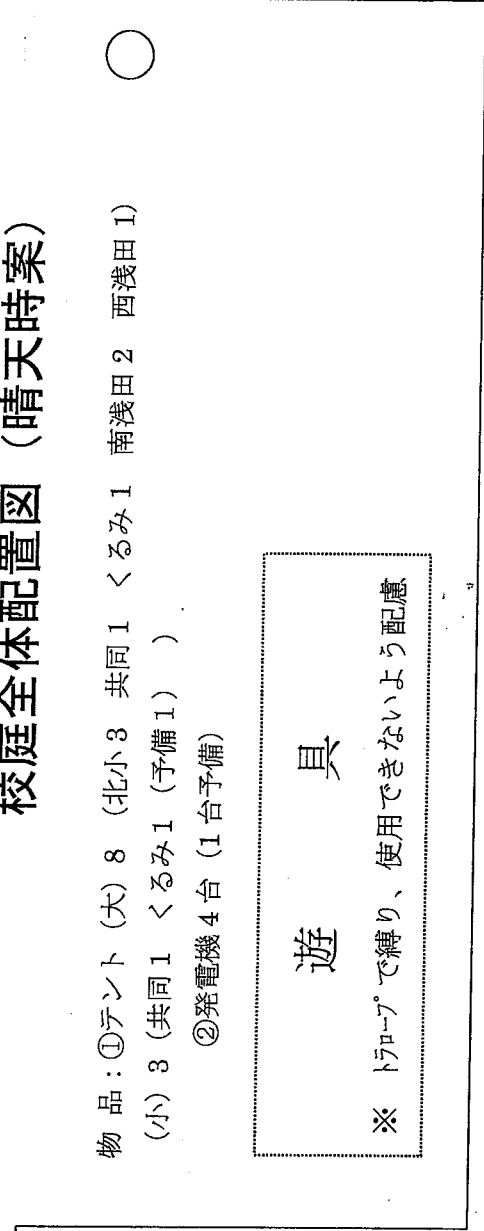 校庭全体配置図（晴天時案）
物 品：①テント（大）８（北小３ 共同１ くるみ１ 南浅田２ 西浅田１）
（小）３（共同１ くるみ１（予備１） ）
②発電機４台（１台予備）
遊 具
※ トラロープで縛り、使用できないよう配慮